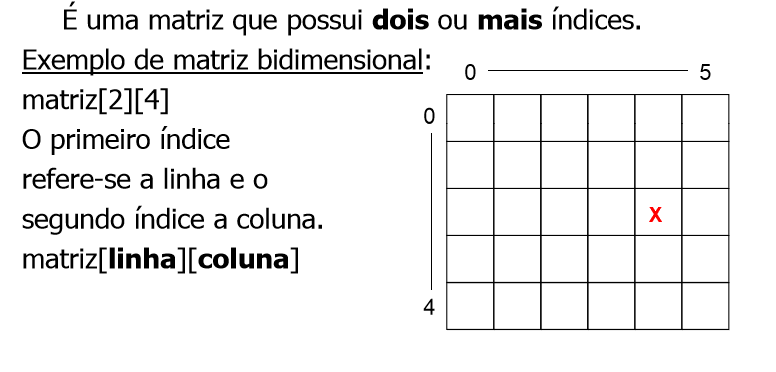 É uma matriz que possui dois ou mais índices.
Exemplo de matriz bidimensional:
matriz[2][4]
O primeiro índice
refere-se a linha e o
segundo índice a coluna.
matriz[linha][coluna]
0 5
0
X
4